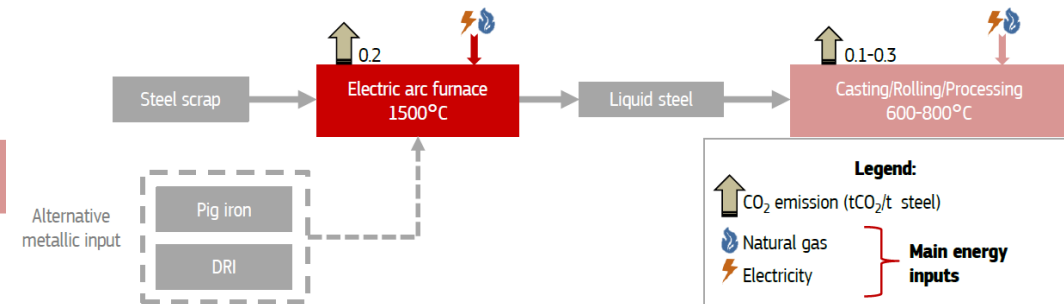 0.2
0.1-0.3
Steel scrap
Electric arc furnace
1500°C
Liquid steel
Casting/Rolling/Processing
600-800°C
Alternative
metallic input
Pig iron
DRI
Legend:
CO₂ emission (tCO₂/t steel)
Natural gas
Electricity
Main energy
inputs